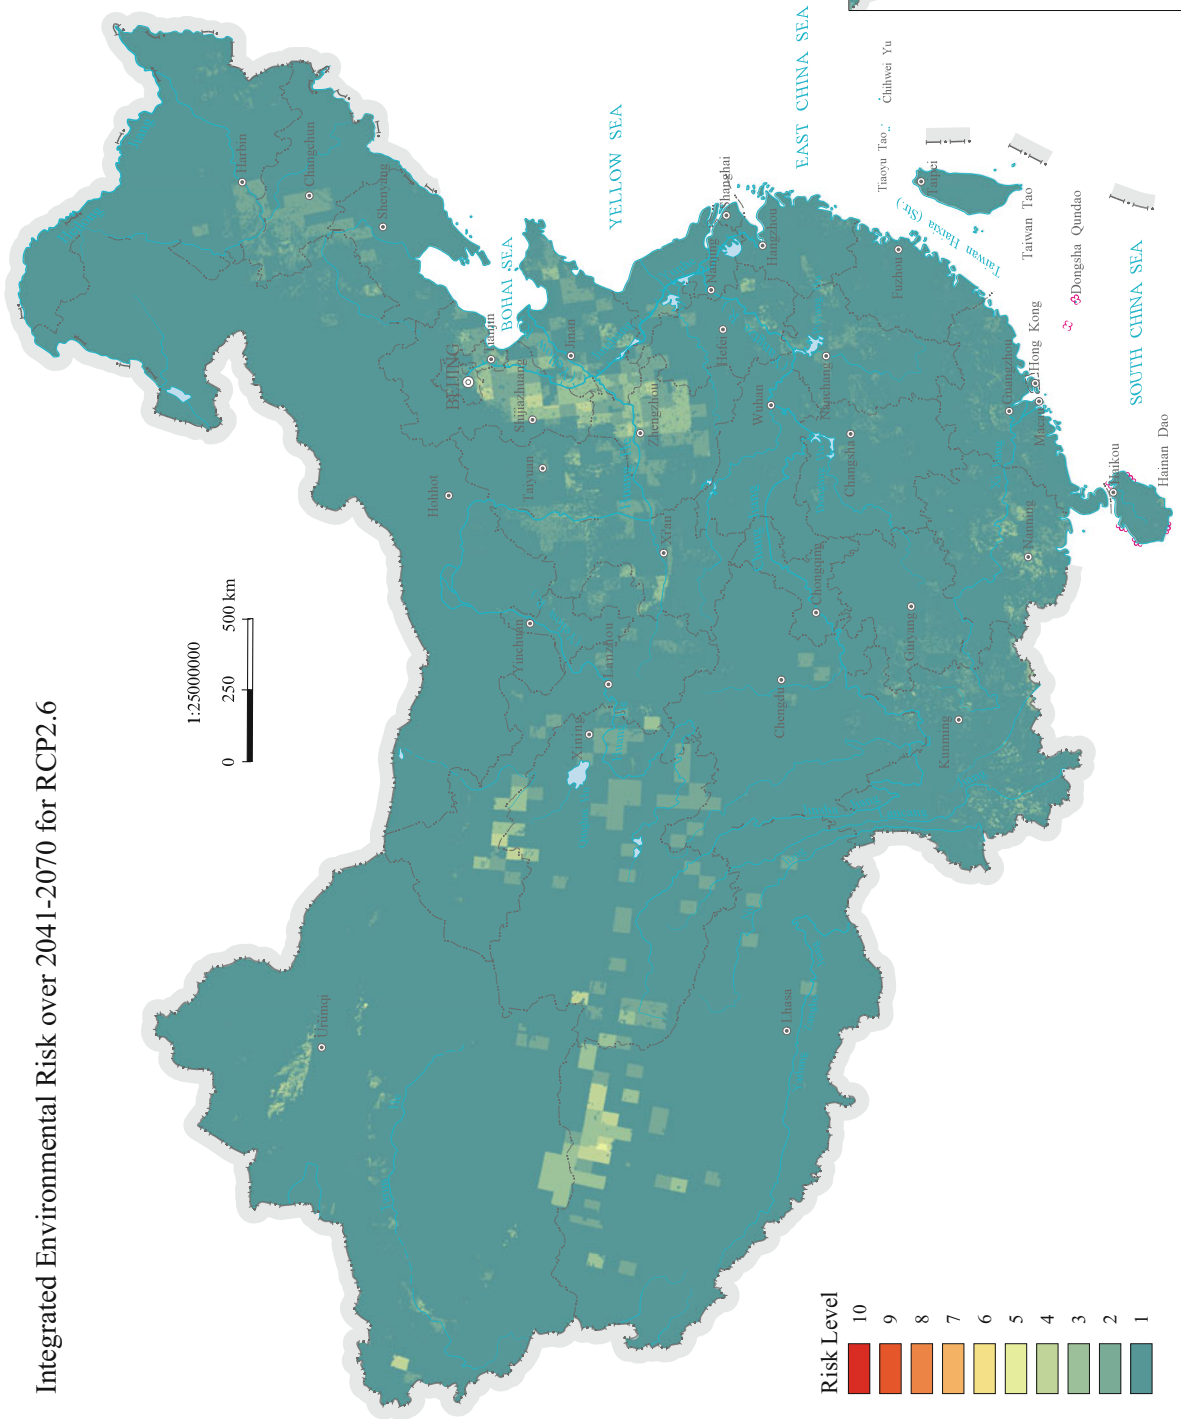 Integrated Environmental Risk over 2041-2070 for RCP2.6
1:25000000
0 250 500 km
Harbin
Changchun
Shenyang
Ürümqi
Hohhot
BEIJING
Tianjin
BOHAI SEA
YELLOW SEA
Shijiazhuang
Taiyuan
Jinan
Yinchuan
Xining
Lanzhou
Xi'an
Zhengzhou
Hefei
Nanjing
Shanghai
Hangzhou
EAST CHINA SEA
Wuhan
Nanchang
Changsha
Chengdu
Chongqing
Lhasa
Guiyang
Kunming
Fuzhou
Taiwan Haixia (Str.)
Tiaoyu Tao
Chihwei Yu
Taipei
Taiwan Tao
Dongsha Qundao
Guangzhou
Hong Kong
Macau
Nanning
Haikou
Hainan Dao
SOUTH CHINA SEA
Risk Level
10
9
8
7
6
5
4
3
2
1